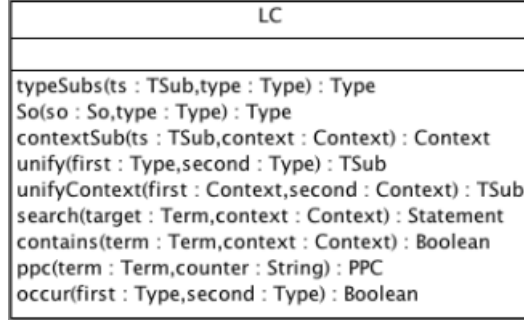 LC
typeSubs(ts : TSub,type : Type) : Type
So(so : So,type : Type) : Type
contextSub(ts : TSub,context : Context) : Context
unify(first : Type,second : Type) : TSub
unifyContext(first : Context,second : Context) : TSub
search(target : Term,context : Context) : Statement
contains(term : Term,context : Context) : Boolean
ppc(term : Term,counter : String) : PPC
occur(first : Type,second : Type) : Boolean